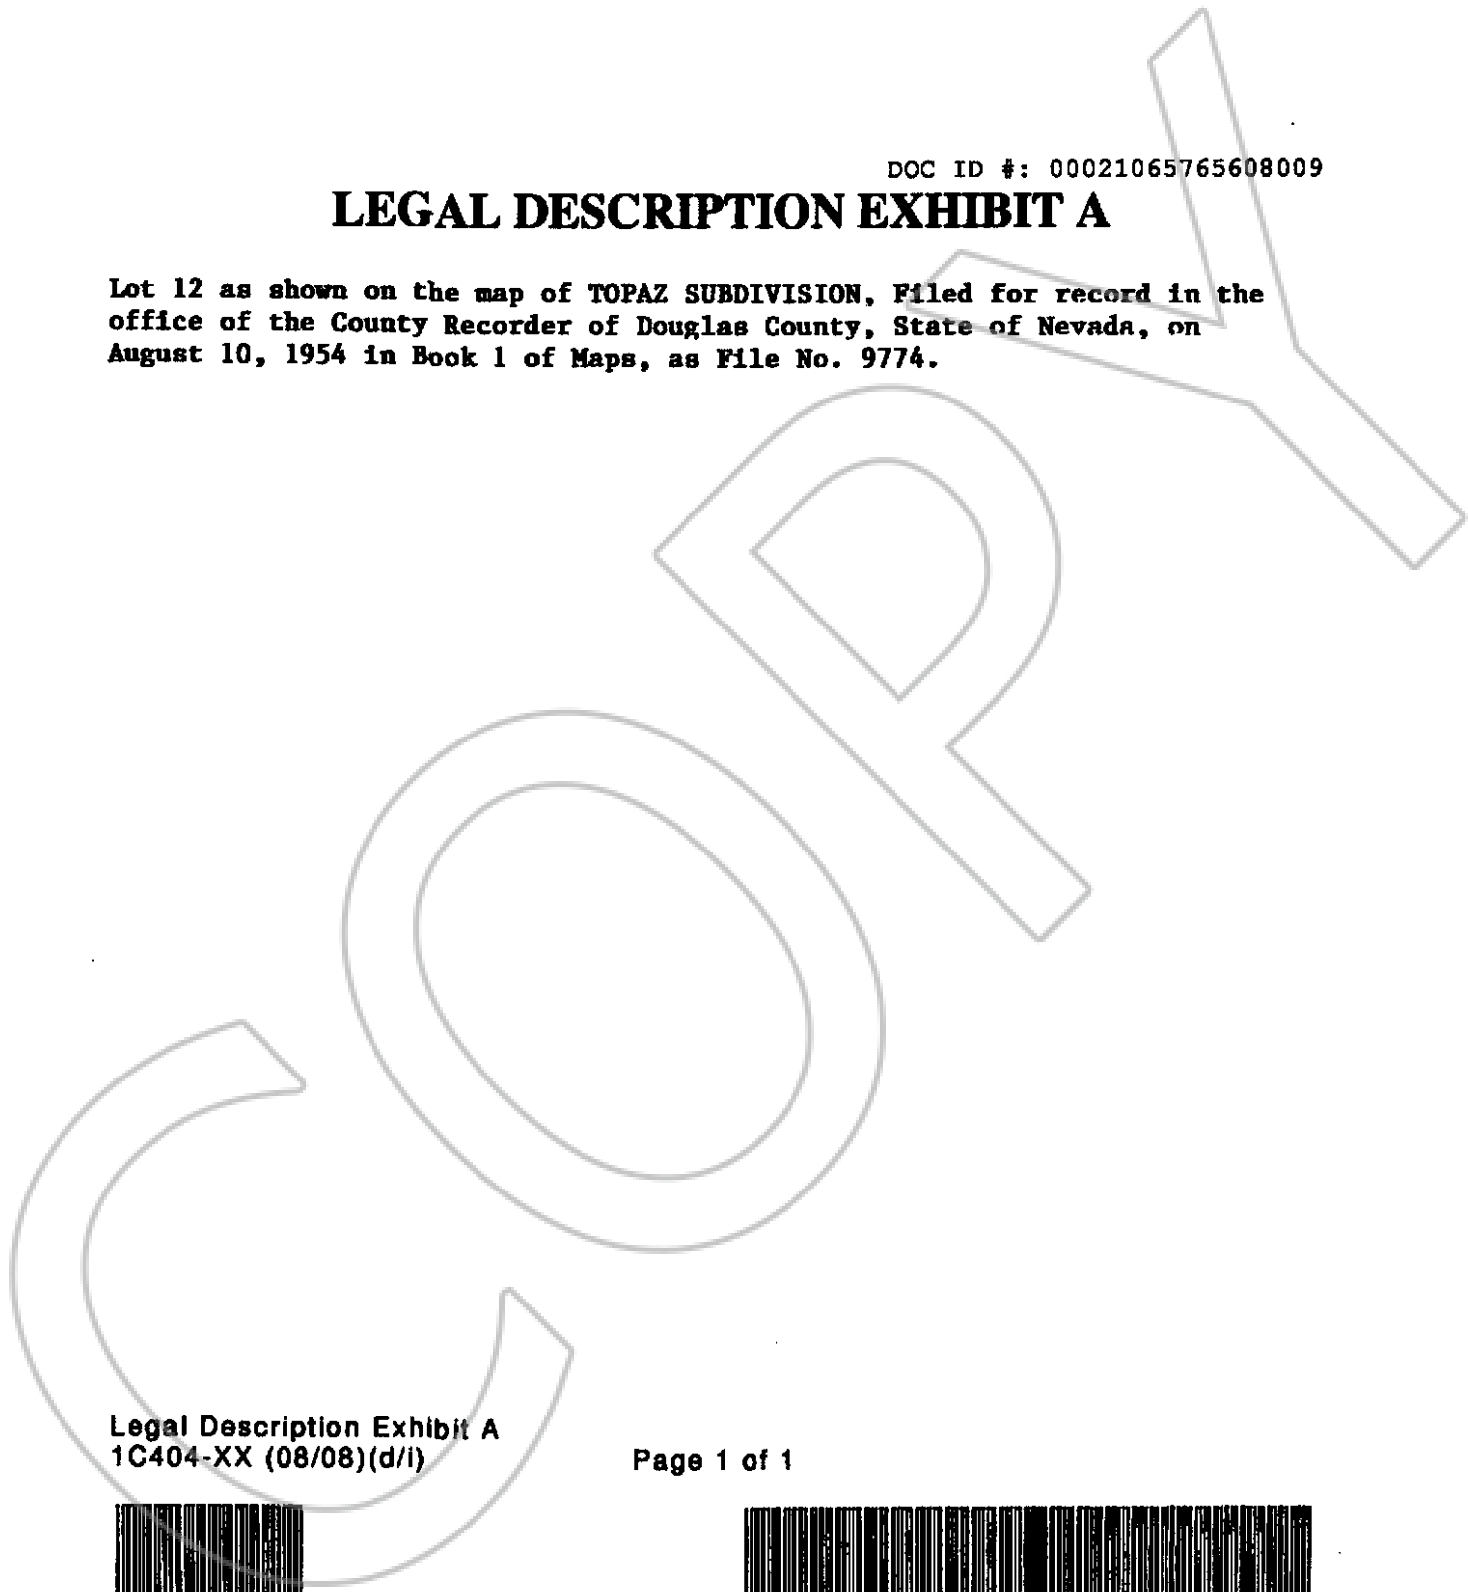 DOC ID #: 00021065765608009
LEGAL DESCRIPTION EXHIBIT A
Lot 12 as shown on the map of TOPAZ SUBDIVISION, Filed for record in the
office of the County Recorder of Douglas County, State of Nevada, on
August 10, 1954 in Book 1 of Maps, as File No. 9774.
COPY
Legal Description Exhibit A
1C404-XX (08/08)(d/i)
Page 1 of 1